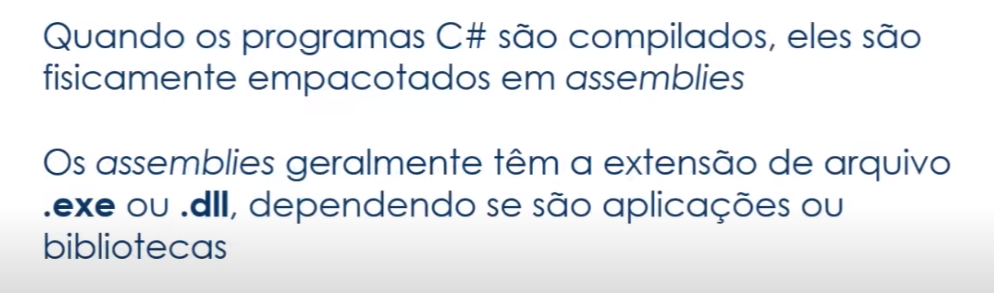 Quando os programas C# são compilados, eles são
fisicamente empacotados em assemblies
Os assemblies geralmente têm a extensão de arquivo
.exe ou .dll, dependendo se são aplicações ou
bibliotecas